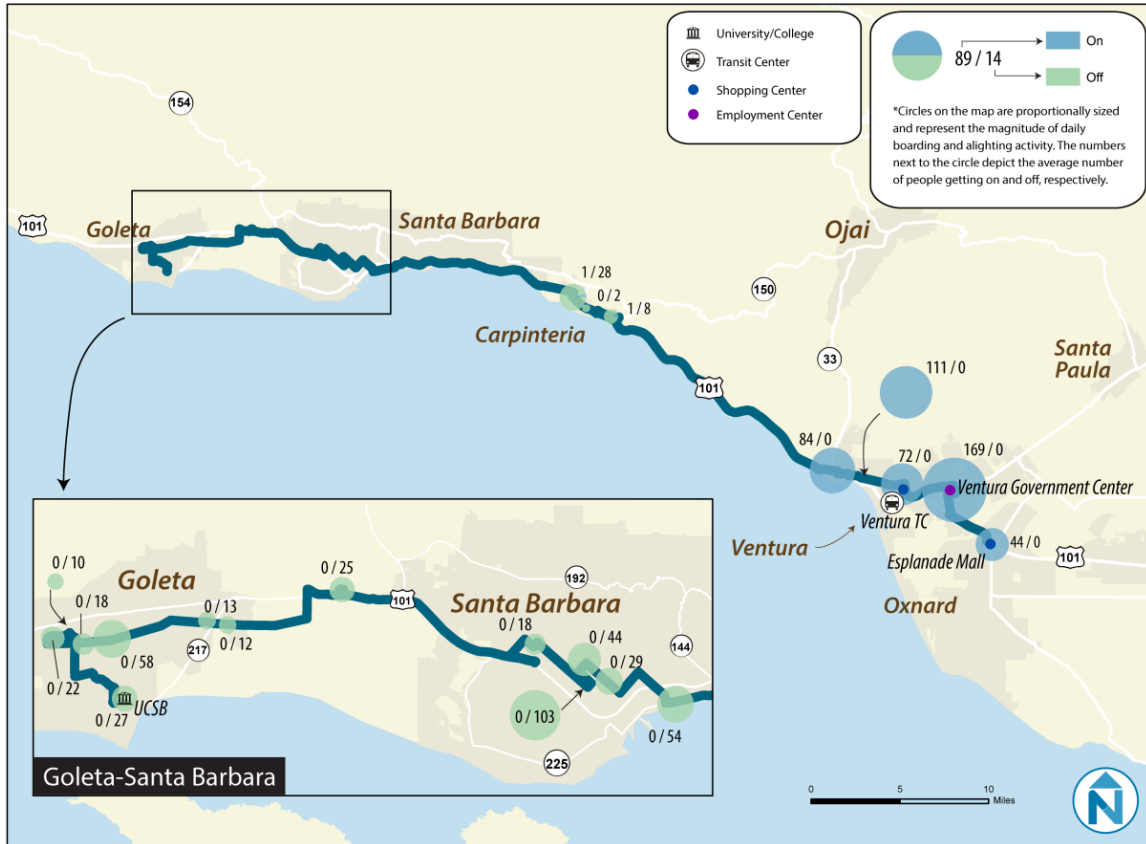 University/College
Transit Center
Shopping Center
Employment Center
89 / 14
On
Off
*Circles on the map are proportionally sized
and represent the magnitude of daily
boarding and alighting activity. The numbers
next to the circle depict the average number
of people getting on and off, respectively.
154
101
Goleta
Santa Barbara
Ojai
1 / 28
0 / 2
1 / 8
150
Carpinteria
33
Santa
Paula
101
111 / 0
84 / 0
72 / 0
169 / 0
Ventura Government Center
Ventura TC
Ventura
44 / 0
Esplanade Mall
101
Oxnard
0 / 10
Goleta
0 / 25
101
192
Santa Barbara
0 / 18
0 / 13
0 / 18
0 / 44
144
217
0 / 12
0 / 29
0 / 58
0 / 22
UCSB
0 / 27
0 / 103
0 / 54
225
Goleta-Santa Barbara
0
5
10
Miles
N